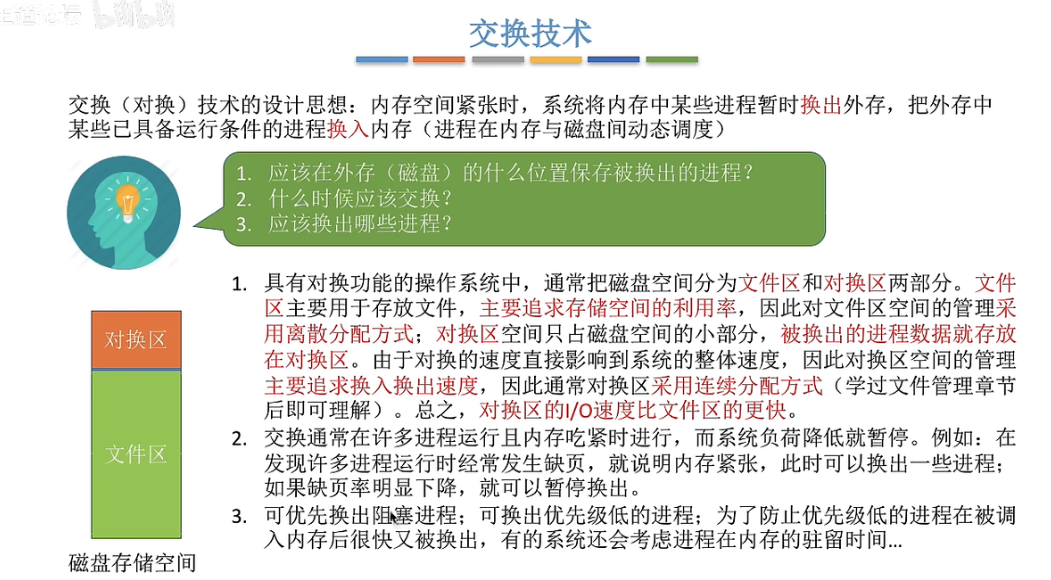 bilibili
交换技术
交换（对换）技术的设计思想：内存空间紧张时，系统将内存中某些进程暂时换出外存，把外存中
某些已具备运行条件的进程换入内存（进程在内存与磁盘间动态调度）
1. 应该在外存（磁盘）的什么位置保存被换出的进程？
2. 什么时候应该交换？
3. 应该换出哪些进程？
1. 具有对换功能的操作系统中，通常把磁盘空间分为文件区和对换区两部分。文件
区主要用于存放文件，主要追求存储空间的利用率，因此对文件区空间的管理采
用离散分配方式；对换区空间只占磁盘空间的小部分，被换出的进程数据就存放
在对换区。由于对换的速度直接影响到系统的整体速度，因此对换区空间的管理
主要追求换入换出速度，因此通常对换区采用连续分配方式（学过文件管理章节
后即可理解）。总之，对换区的I/O速度比文件区的更快。
2. 交换通常在许多进程运行且内存吃紧时进行，而系统负荷降低就暂停。例如：在
发现许多进程运行时经常发生缺页，就说明内存紧张，此时可以换出一些进程；
如果缺页率明显下降，就可以暂停换出。
3. 可优先换出阻塞进程；可换出优先级低的进程；为了防止优先级低的进程在被调
入内存后很快又被换出，有的系统还会考虑进程在内存的驻留时间…
对换区
文件区
磁盘存储空间